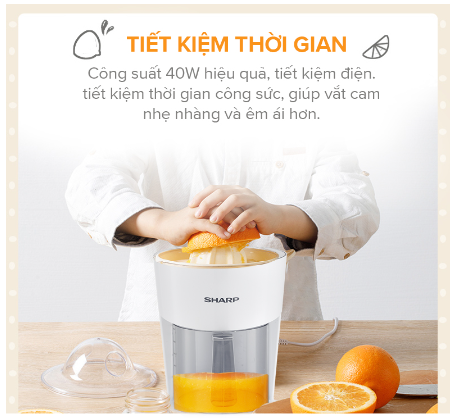 TIẾT KIỆM THỜI GIAN
Công suất 40W hiệu quả, tiết kiệm điện.
tiết kiệm thời gian công sức, giúp vắt cam
nhẹ nhàng và êm ái hơn.
SHARP